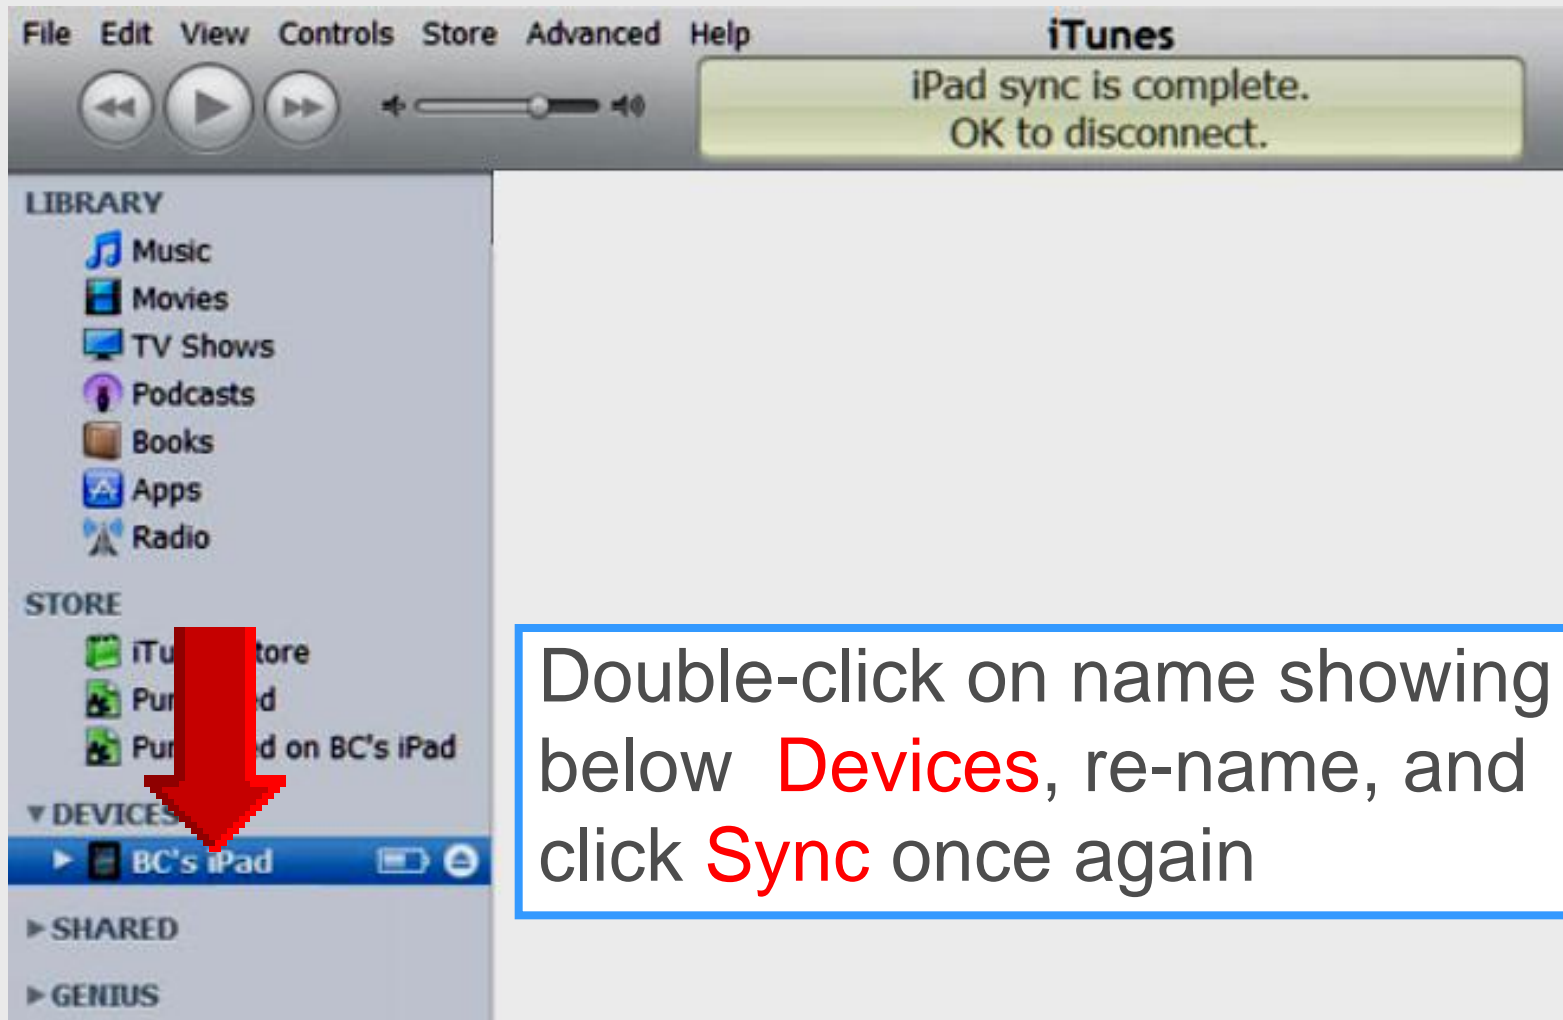 File Edit View Controls Store Advanced Help
iTunes
iPad sync is complete.
OK to disconnect.
LIBRARY
Music
Movies
TV Shows
Podcasts
Books
Apps
Radio
STORE
on BC's iPad
DEVICES
BC's iPad
SHARED
GENIUS
Double-click on name showing
below Devices, re-name, and
click Sync once again